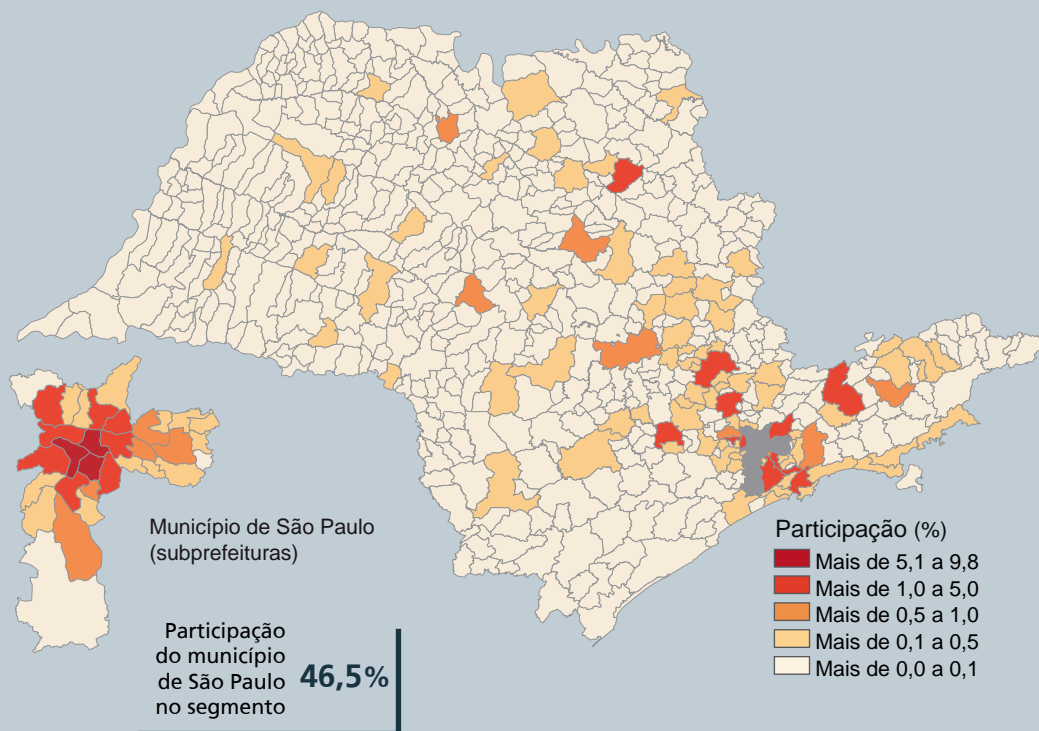 Município de São Paulo
(subprefeituras)
Participação
do município
de São Paulo
no segmento
46,5%
Participação (%)
Mais de 5,1 a 9,8
Mais de 1,0 a 5,0
Mais de 0,5 a 1,0
Mais de 0,1 a 0,5
Mais de 0,0 a 0,1